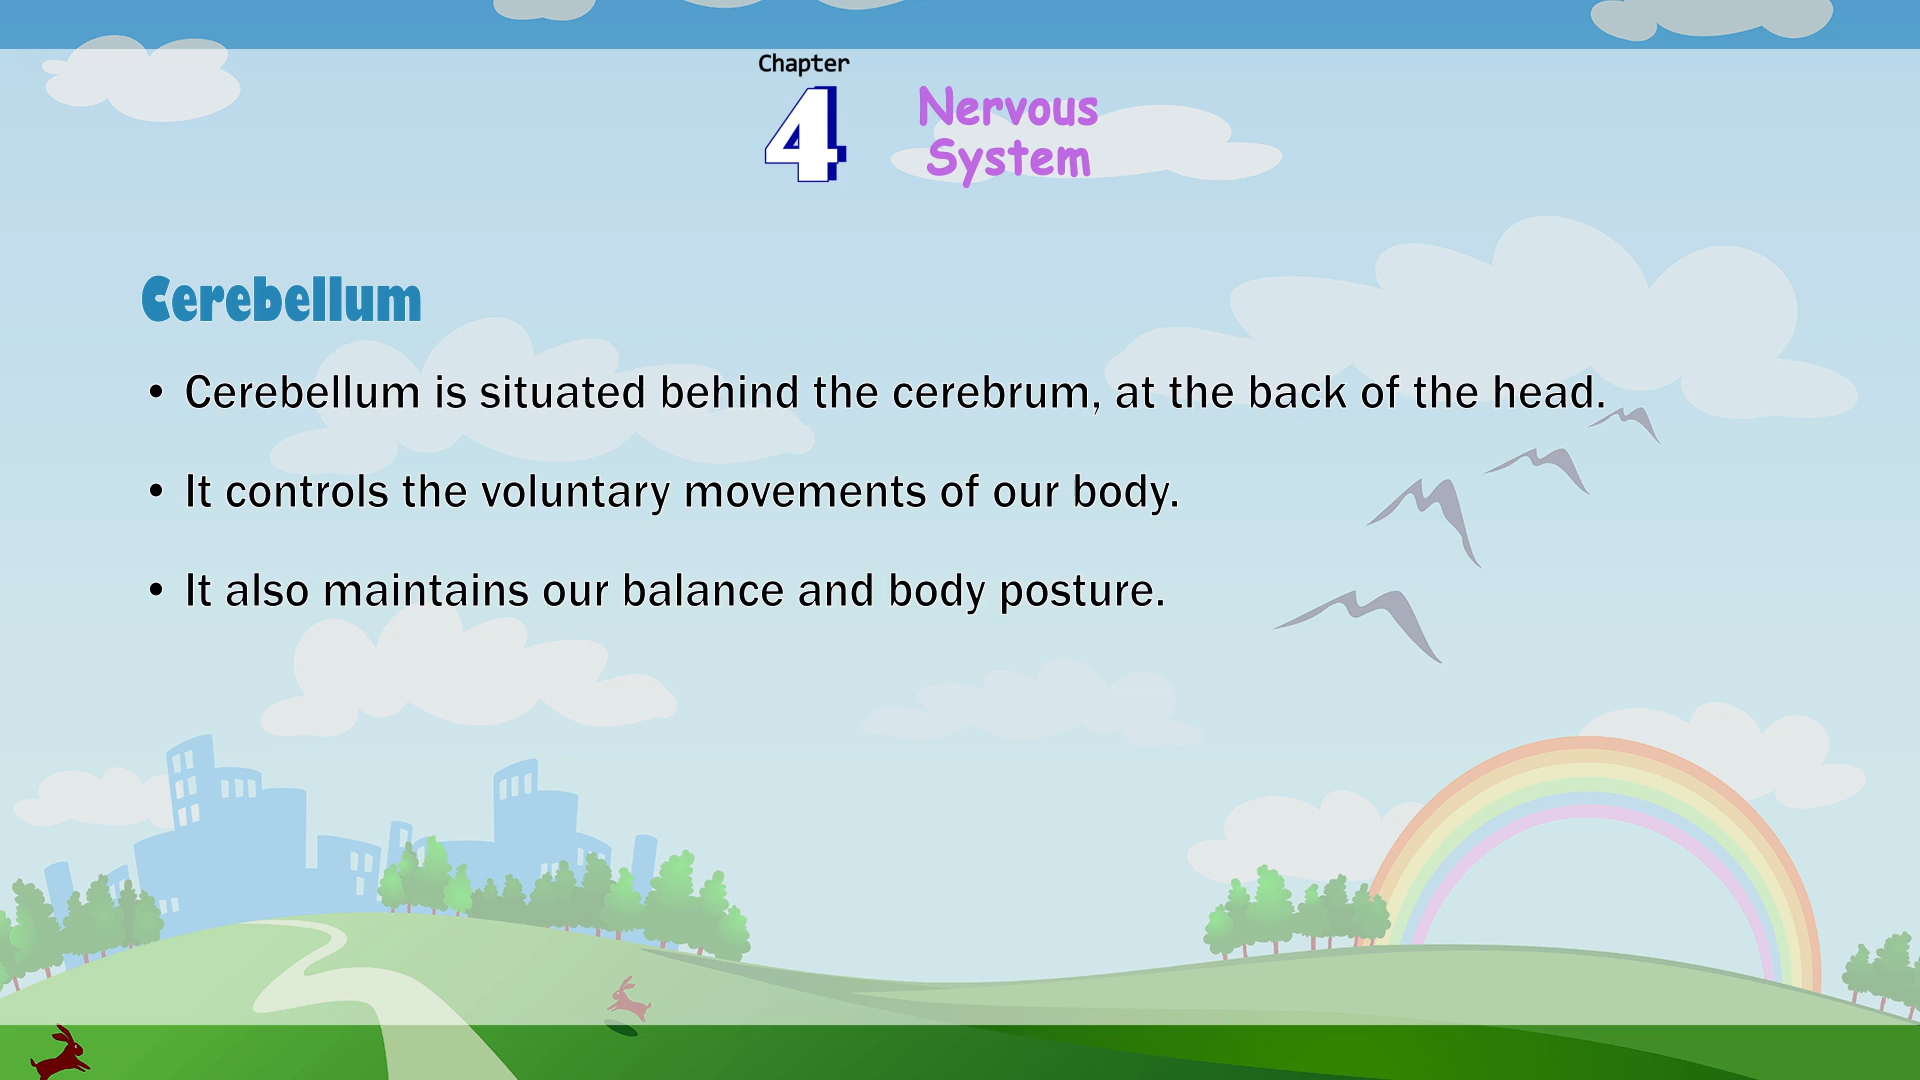 Chapter
4
Nervous
System
Cerebellum
• Cerebellum is situated behind the cerebrum, at the back of the head.
• It controls the voluntary movements of our body.
• It also maintains our balance and body posture.